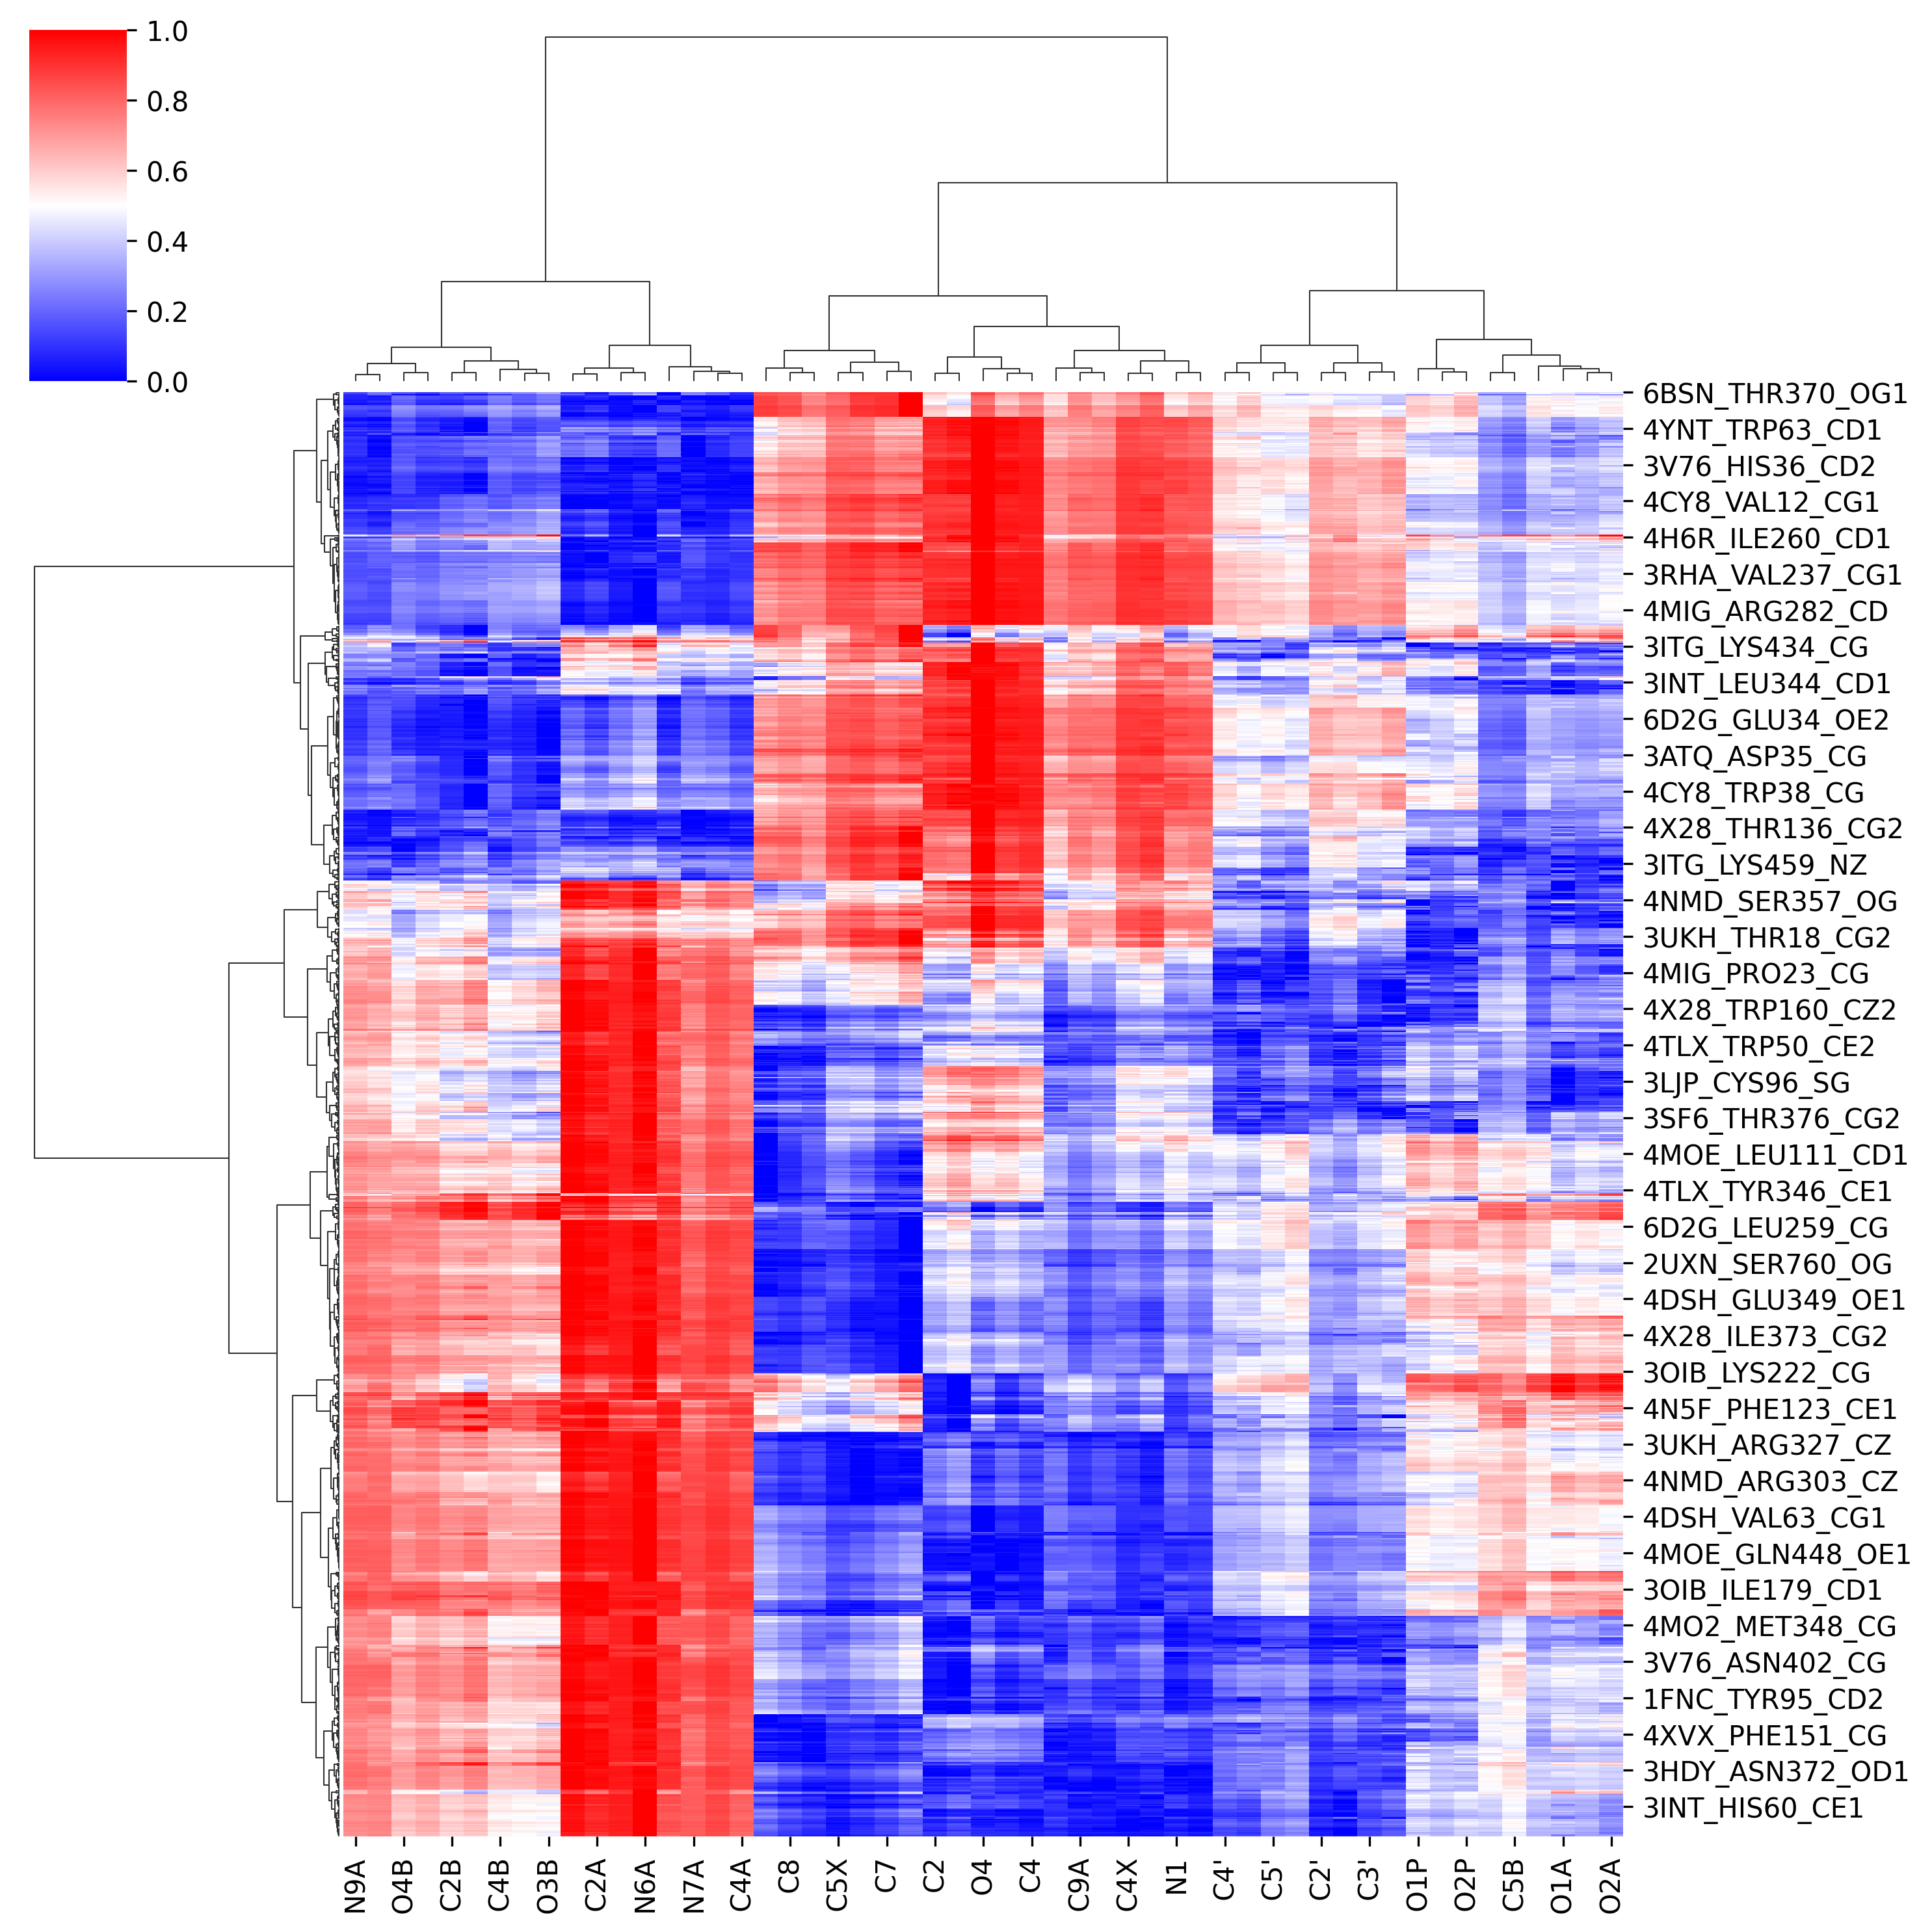 1.0
0.8
0.6
0.4
0.2
0.0
6BSN_THR370_OG1
4YNT_TRP63_CD1
3V76_HIS36_CD2
4CY8_VAL12_CG1
4H6R_ILE260_CD1
3RHA_VAL237_CG1
4MIG_ARG282_CD
3ITG_LYS434_CG
3INT_LEU344_CD1
6D2G_GLU34_OE2
3ATQ_ASP35_CG
4CY8_TRP38_CG
4X28_THR136_CG2
3ITG_LYS459_NZ
4NMD_SER357_OG
3UKH_THR18_CG2
4MIG_PRO23_CG
4X28_TRP160_CZ2
4TLX_TRP50_CE2
3LJP_CYS96_SG
3SF6_THR376_CG2
4MOE_LEU111_CD1
4TLX_TYR346_CE1
6D2G_LEU259_CG
2UXN_SER760_OG
4DSH_GLU349_OE1
4X28_ILE373_CG2
3OIB_LYS222_CG
4N5F_PHE123_CE1
3UKH_ARG327_CZ
4NMD_ARG303_CZ
4DSH_VAL63_CG1
4MOE_GLN448_OE1
3OIB_ILE179_CD1
4MO2_MET348_CG
3V76_ASN402_CG
1FNC_TYR95_CD2
4XVX_PHE151_CG
3HDY_ASN372_OD1
3INT_HIS60_CE1
N9A
O4B
C2B
C4B
O3B
C2A
N6A
N7A
C4A
C8
C5X
C7
C2
O4
C4
C9A
C4X
N1
C4'
C5'
C2'
C3'
O1P
O2P
C5B
O1A
O2A